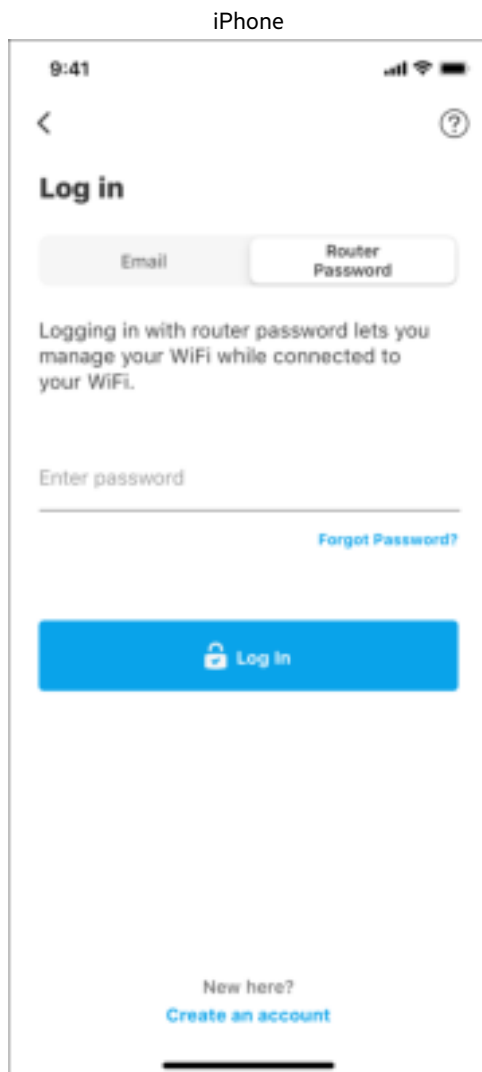 iPhone
9:41
Log in
Email
Router
Password
Logging in with router password lets you
manage your WiFi while connected to
your WiFi.
Enter password
Forgot Password?
Log In
New here?
Create an account